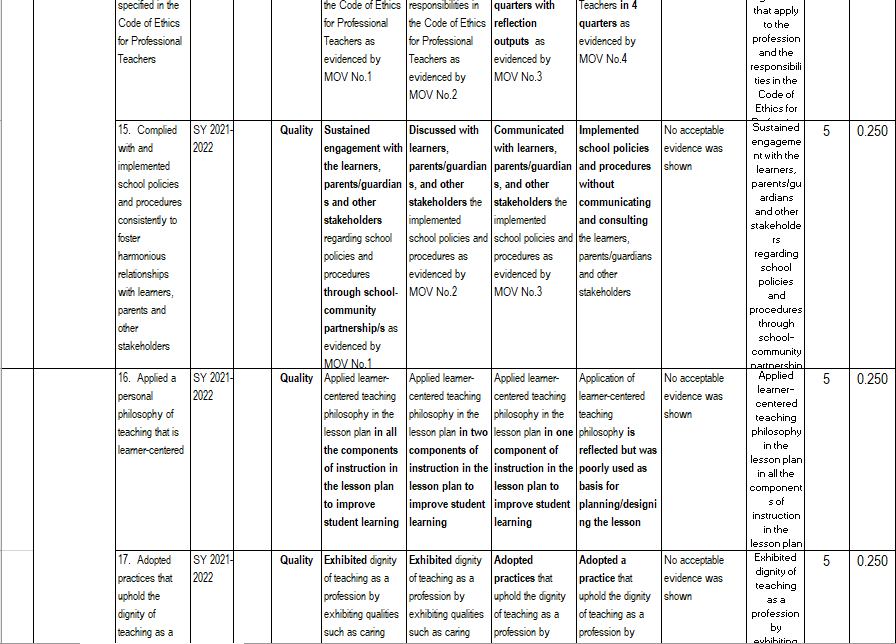 specified in the
Code of Ethics
for Professional
Teachers
the Code of Ethics
for Professional
Teachers as
evidenced by
MOV No.1
responsibilities in
the Code of Ethics
for Professional
Teachers as
evidenced by
MOV No.2
quarters with
reflection
outputs as
evidenced by
MOV No.3
Teachers in 4
quarters as
evidenced by
MOV No.4
that apply
to the
profession
and the
responsibili
ties in the
Code of
Ethics for
15. Complied
with and
implemented
school policies
and procedures
consistently to
foster
harmonious
relationships
with learners,
parents and
other
stakeholders
SY 2021-
2022
Quality
Sustained
engagement with
the learners,
parents/guardian
s and other
stakeholders
regarding school
policies and
procedures
through school-
community
partnership/s as
evidenced by
MOV No.1
Discussed with
learners,
parents/guardian
s, and other
stakeholders the
implemented
school policies and
procedures as
evidenced by
MOV No.2
Communicated
with learners,
parents/guardian
s, and other
stakeholders the
implemented
school policies and
procedures as
evidenced by
MOV No.3
Implemented
school policies
and procedures
without
communicating
and consulting
the learners,
parents/guardians
and other
stakeholders
No acceptable
evidence was
shown
Sustained
engageme
nt with the
learners,
parents/gu
ardians
and other
stakeholde
rs
regarding
school
policies
and
procedures
through
school-
community
partnership
5
0.250
16. Applied a
personal
philosophy of
teaching that is
learner-centered
SY 2021-
2022
Quality
Applied learner-
centered teaching
philosophy in the
lesson plan in all
the components
of instruction in
the lesson plan
to improve
student learning
Applied learner-
centered teaching
philosophy in the
lesson plan in two
components of
instruction in the
lesson plan to
improve student
learning
Applied learner-
centered teaching
philosophy in the
lesson plan in one
component of
instruction in the
lesson plan to
improve student
learning
Application of
learner-centered
teaching
philosophy is
reflected but was
poorly used as
basis for
planning/designi
ng the lesson
No acceptable
evidence was
shown
Applied
learner-
centered
teaching
philosophy
in the
lesson plan
in all the
component
s of
instruction
in the
lesson plan
5
0.250
17. Adopted
practices that
uphold the
dignity of
teaching as a
SY 2021-
2022
Quality
Exhibited dignity
of teaching as a
profession by
exhibiting qualities
such as caring
Exhibited dignity
of teaching as a
profession by
exhibiting qualities
such as caring
Adopted
practices that
uphold the dignity
of teaching as a
profession by
Adopted a
practice that
uphold the dignity
of teaching as a
profession by
No acceptable
evidence was
shown
Exhibited
dignity of
teaching
as a
profession
by
exhibiting
5
0.250